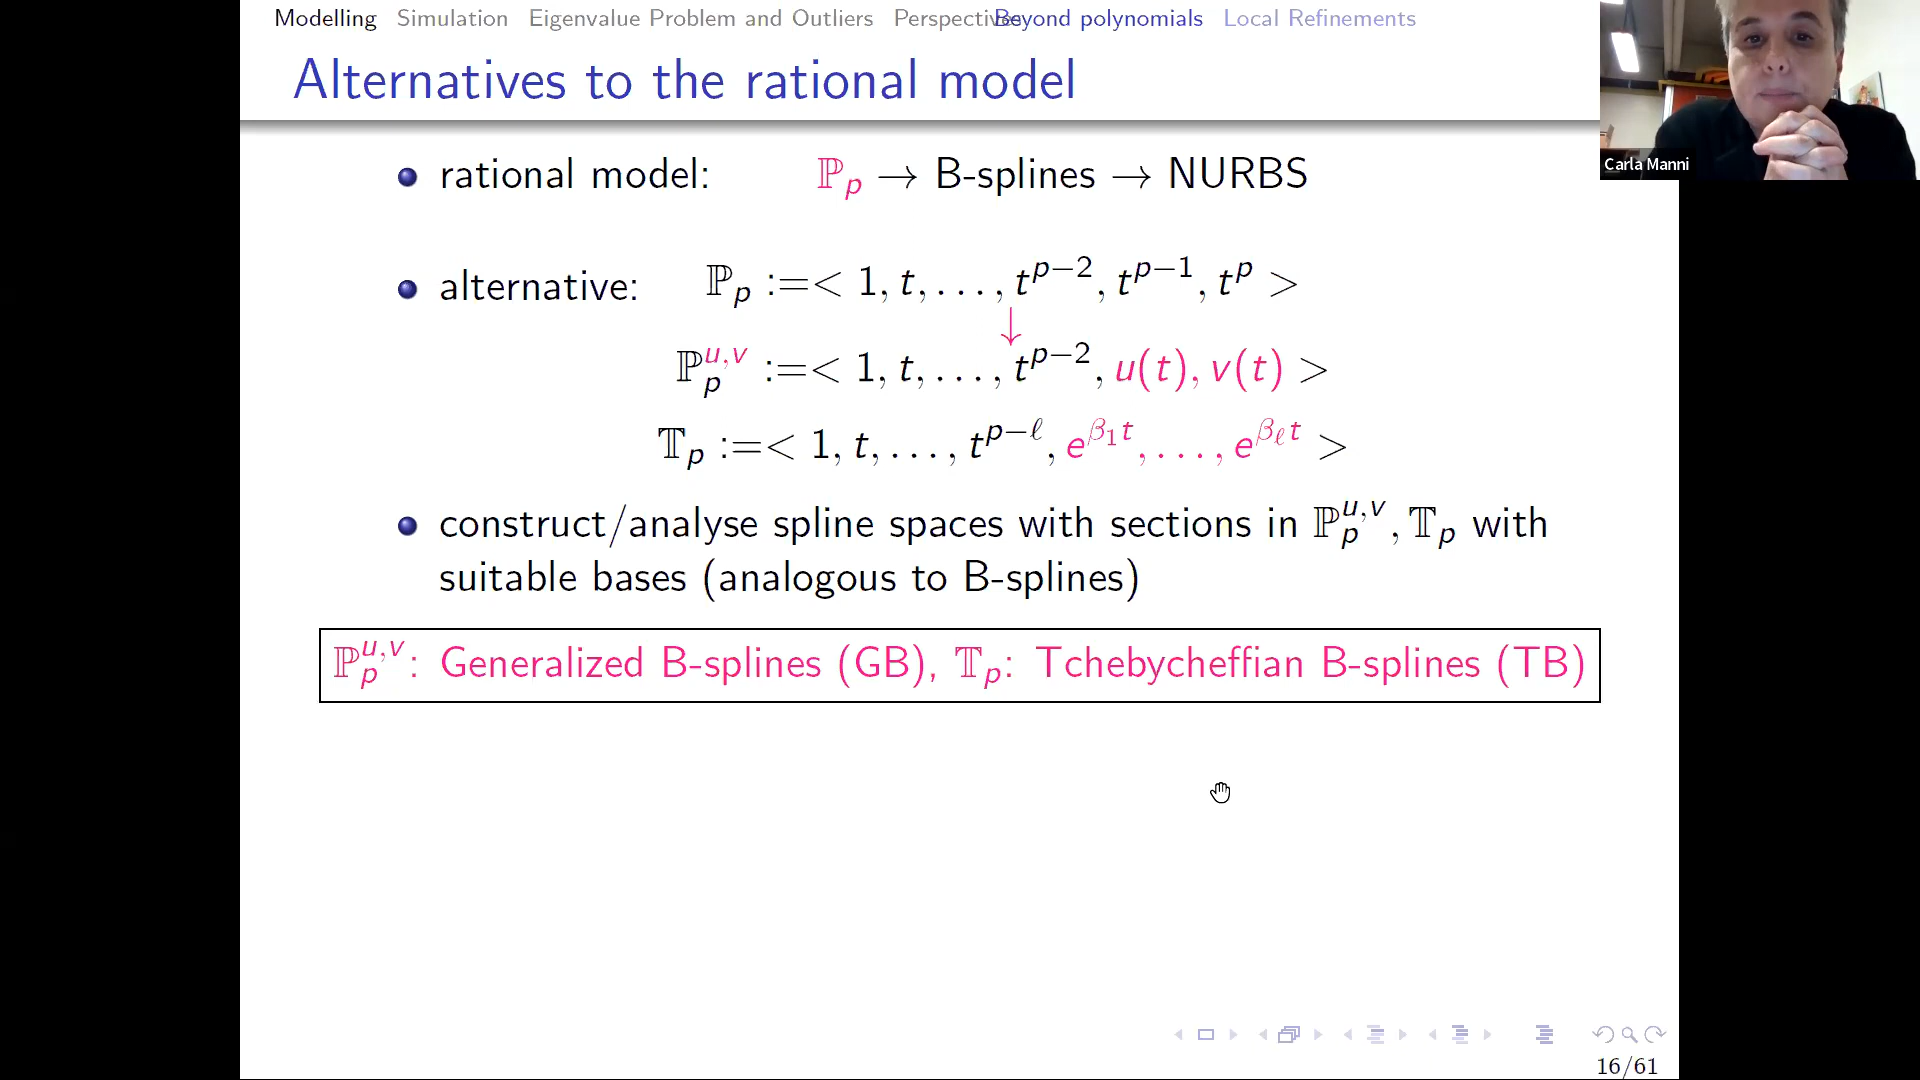 Modelling Simulation Eigenvalue Problem and Outliers Perspectives Beyond polynomials Local Refinements
Alternatives to the rational model
Carla Manni
rational model: ℙ_p → B-splines → NURBS
alternative: ℙ_p :=< 1, t, . . . , t^{p−2}, t^{p−1}, t^p >
↓
ℙ_p^{u,v} :=< 1, t, . . . , t^{p−2}, u(t), v(t) >
𝕋_p :=< 1, t, . . . , t^{p−ℓ}, e^{β_1 t}, . . . , e^{β_ℓ t} >
construct/analyse spline spaces with sections in ℙ_p^{u,v}, 𝕋_p with
suitable bases (analogous to B-splines)
ℙ_p^{u,v}: Generalized B-splines (GB), 𝕋_p: Tchebycheffian B-splines (TB)
16/61